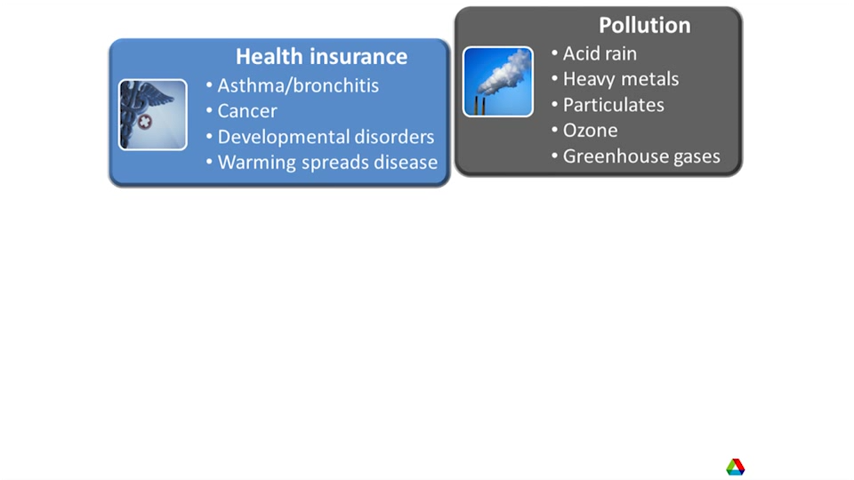 Health insurance
• Asthma/bronchitis
• Cancer
• Developmental disorders
• Warming spreads disease
Pollution
• Acid rain
• Heavy metals
• Particulates
• Ozone
• Greenhouse gases